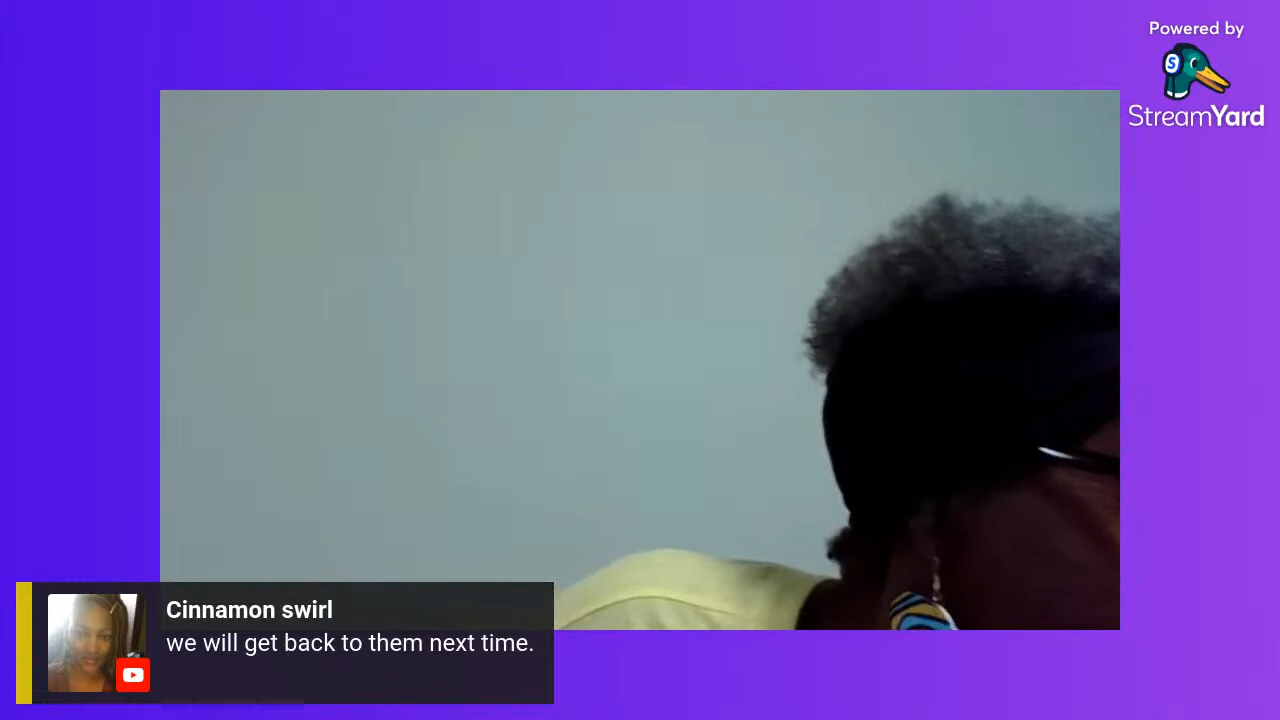 Powered by
S
StreamYard
Cinnamon swirl
we will get back to them next time.